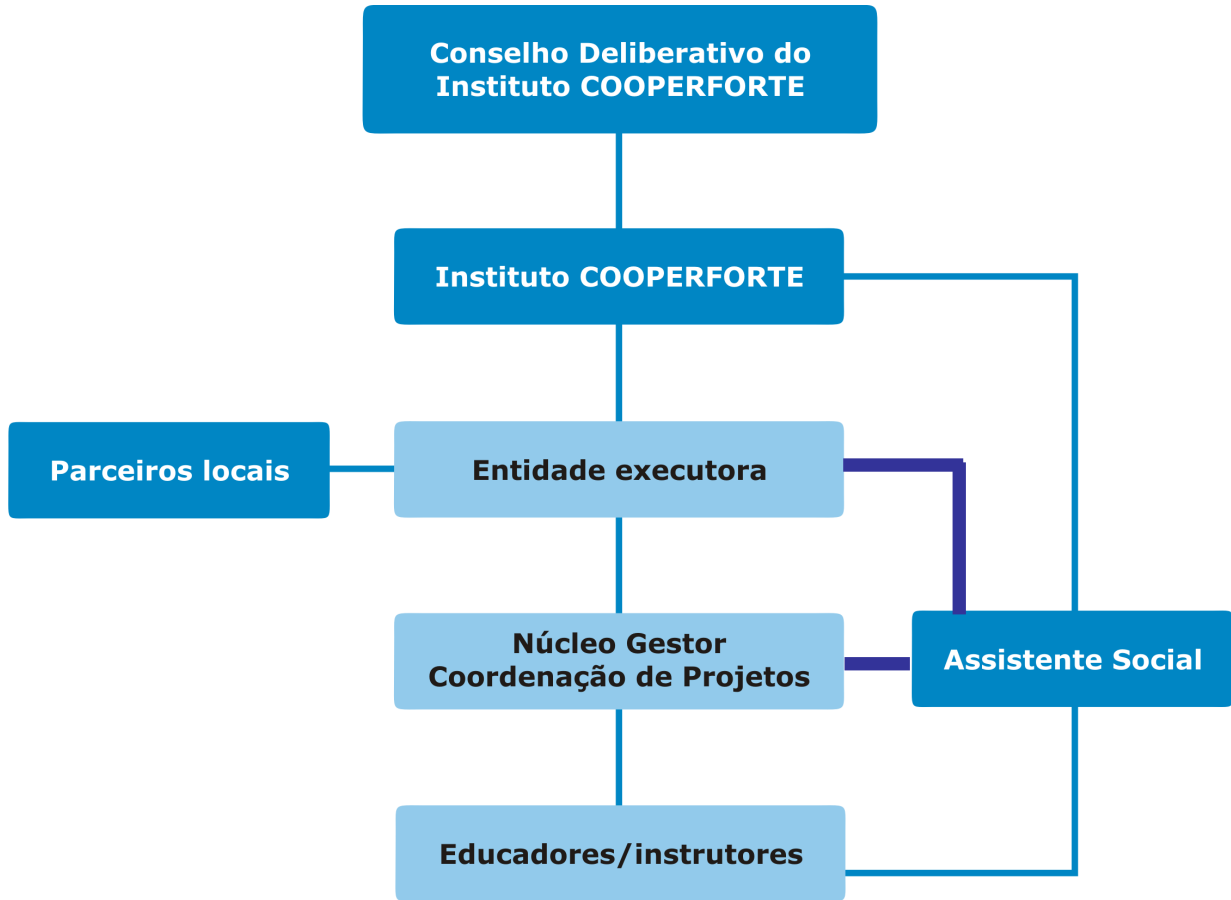 Conselho Deliberativo do
Instituto COOPERFORTE
Instituto COOPERFORTE
Parceiros locais
Entidade executora
Núcleo Gestor
Coordenação de Projetos
Assistente Social
Educadores/instrutores